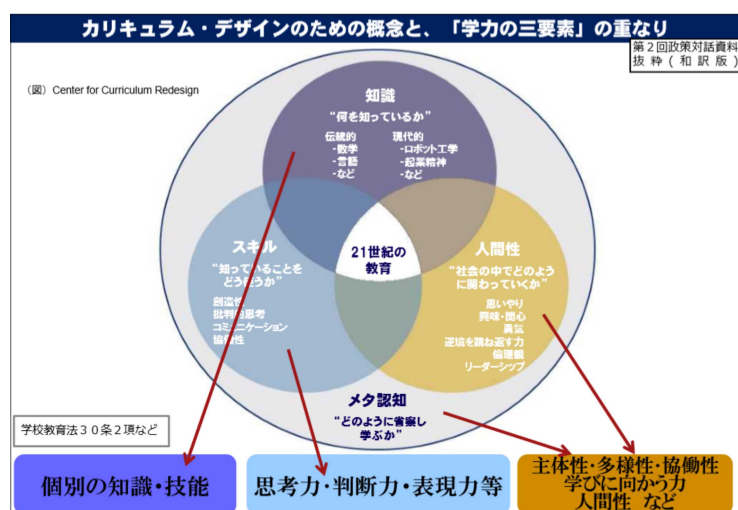 カリキュラム・デザインのための概念と、「学力の三要素」の重なり
第２回政策対話資料
抜粋(和訳版)
（図）Center for Curriculum Redesign
知識
“何を知っているか”
伝統的
-数学
-言語
-など
現代的
-ロボット工学
-起業精神
-など
スキル
“知っていることを
どう使うか”
創造性
批判的思考
コミュニケーション
協働性
21世紀の
教育
人間性
“社会の中でどのよう
に関わっていくか”
思いやり
興味・関心
勇気
逆境を跳ね返す力
倫理観
リーダーシップ
メタ認知
“どのように省察し
学ぶか”
学校教育法３０条２項など
個別の知識・技能
思考力・判断力・表現力等
主体性・多様性・協働性
学びに向かう力
人間性 など